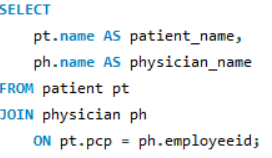 SELECT
    pt.name AS patient_name,
    ph.name AS physician_name
FROM patient pt
JOIN physician ph
    ON pt.pcp = ph.employeeid;